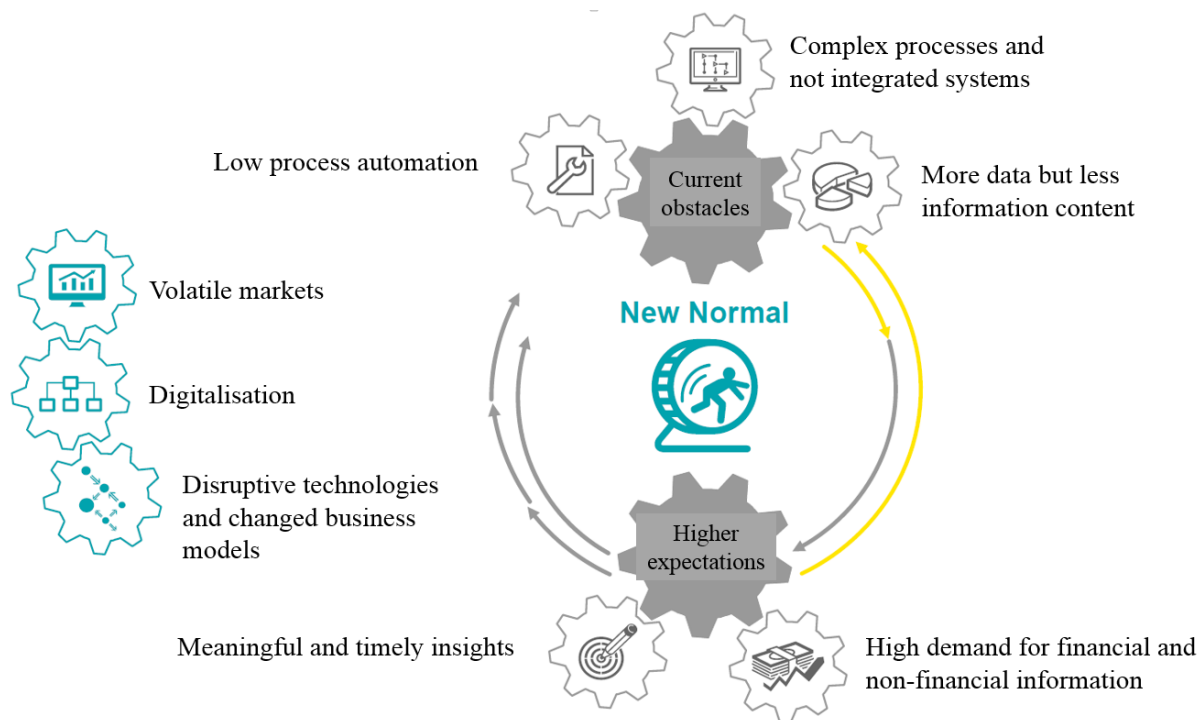 Complex processes and
not integrated systems
Low process automation
Current
obstacles
More data but less
information content
Volatile markets
New Normal
Digitalisation
Disruptive technologies
and changed business
models
Higher
expectations
Meaningful and timely insights
High demand for financial and
non-financial information